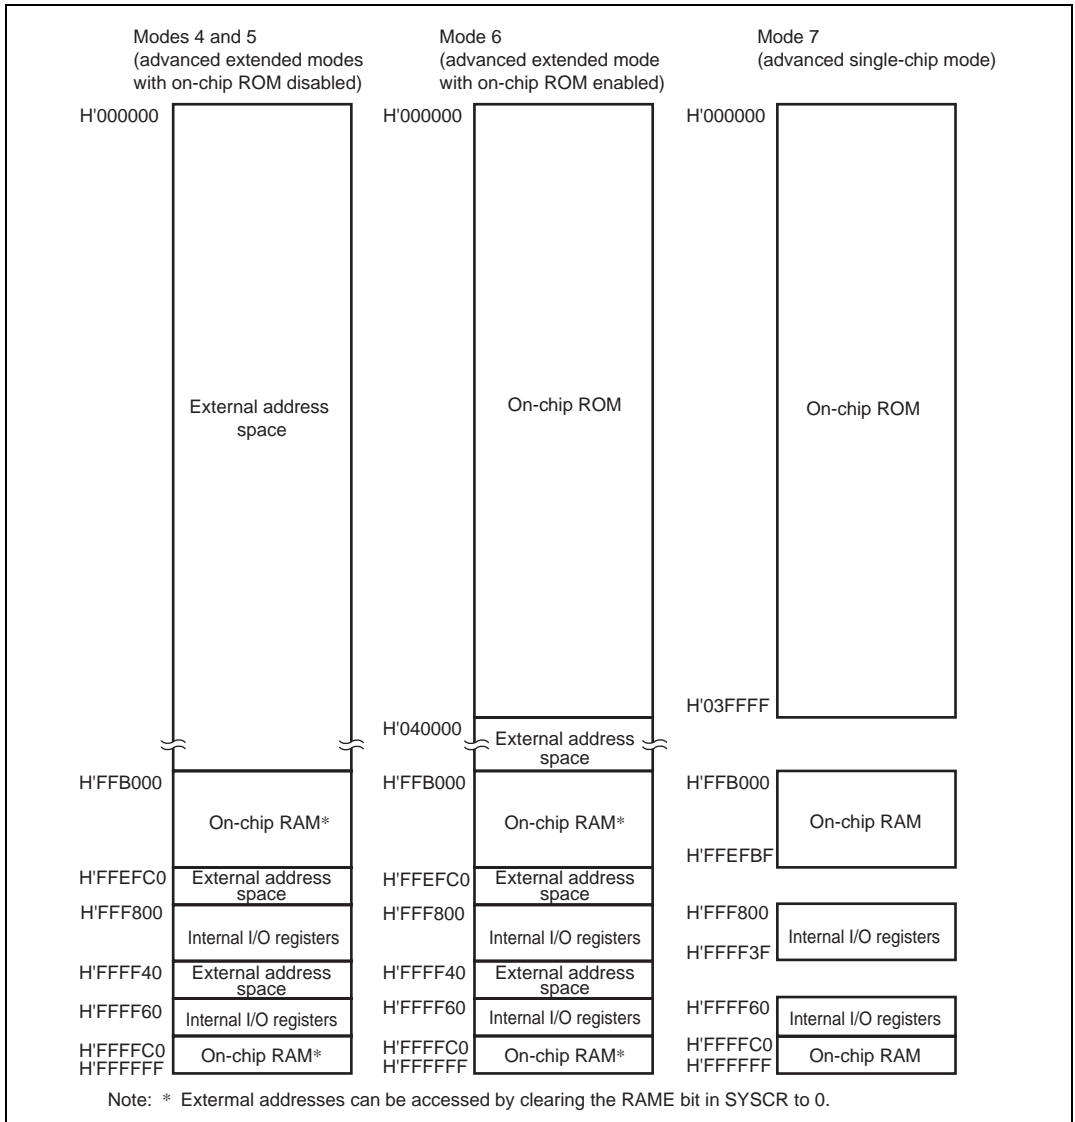 Modes 4 and 5
(advanced extended modes
with on-chip ROM disabled)
Mode 6
(advanced extended mode
with on-chip ROM enabled)
Mode 7
(advanced single-chip mode)
H'000000
External address
space
H'FFB000
On-chip RAM*
H'FFEFC0
External address
space
H'FFF800
Internal I/O registers
H'FFFF40
External address
space
H'FFFF60
Internal I/O registers
H'FFFFC0
On-chip RAM*
H'FFFFFF
H'000000
On-chip ROM
H'040000
External address
space
H'FFB000
On-chip RAM*
H'FFEFC0
External address
space
H'FFF800
Internal I/O registers
H'FFFF40
External address
space
H'FFFF60
Internal I/O registers
H'FFFFC0
On-chip RAM*
H'FFFFFF
H'000000
On-chip ROM
H'03FFFF
H'FFB000
On-chip RAM
H'FFEFBF
H'FFF800
Internal I/O registers
H'FFFF3F
H'FFFF60
Internal I/O registers
H'FFFFC0
On-chip RAM
H'FFFFFF
Note: * Extermal addresses can be accessed by clearing the RAME bit in SYSCR to 0.